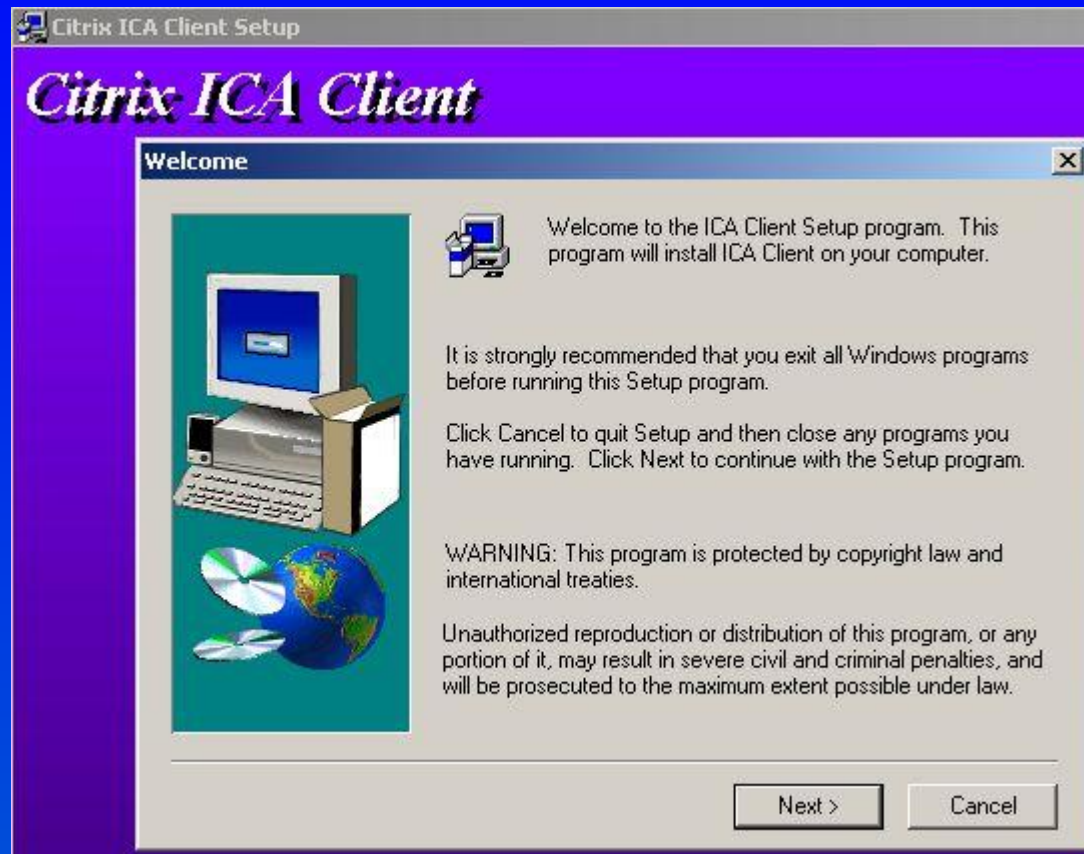 Citrix ICA Client Setup
Citrix ICA Client
Welcome
Welcome to the ICA Client Setup program. This
program will install ICA Client on your computer.
It is strongly recommended that you exit all Windows programs
before running this Setup program.
Click Cancel to quit Setup and then close any programs you
have running. Click Next to continue with the Setup program.
WARNING: This program is protected by copyright law and
international treaties.
Unauthorized reproduction or distribution of this program, or any
portion of it, may result in severe civil and criminal penalties, and
will be prosecuted to the maximum extent possible under law.
Next >
Cancel